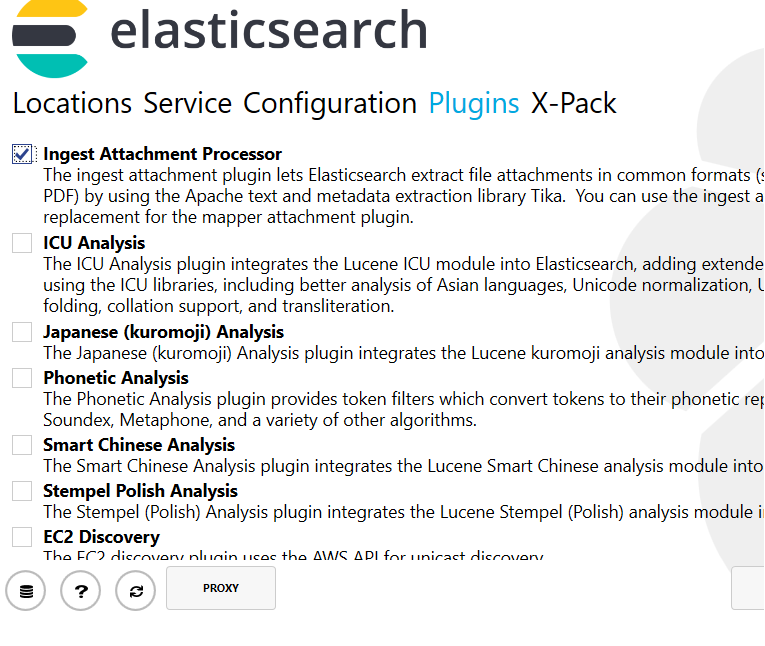 elasticsearch
Locations Service Configuration Plugins X-Pack
Ingest Attachment Processor
The ingest attachment plugin lets Elasticsearch extract file attachments in common formats (s
PDF) by using the Apache text and metadata extraction library Tika. You can use the ingest a
replacement for the mapper attachment plugin.
ICU Analysis
The ICU Analysis plugin integrates the Lucene ICU module into Elasticsearch, adding extende
using the ICU libraries, including better analysis of Asian languages, Unicode normalization, U
folding, collation support, and transliteration.
Japanese (kuromoji) Analysis
The Japanese (kuromoji) Analysis plugin integrates the Lucene kuromoji analysis module into
Phonetic Analysis
The Phonetic Analysis plugin provides token filters which convert tokens to their phonetic rep
Soundex, Metaphone, and a variety of other algorithms.
Smart Chinese Analysis
The Smart Chinese Analysis plugin integrates the Lucene Smart Chinese analysis module into
Stempel Polish Analysis
The Stempel (Polish) Analysis plugin integrates the Lucene Stempel (Polish) analysis module i
EC2 Discovery
The EC2 discovery plugin uses the AWS API for unicast discovery.
?
PROXY